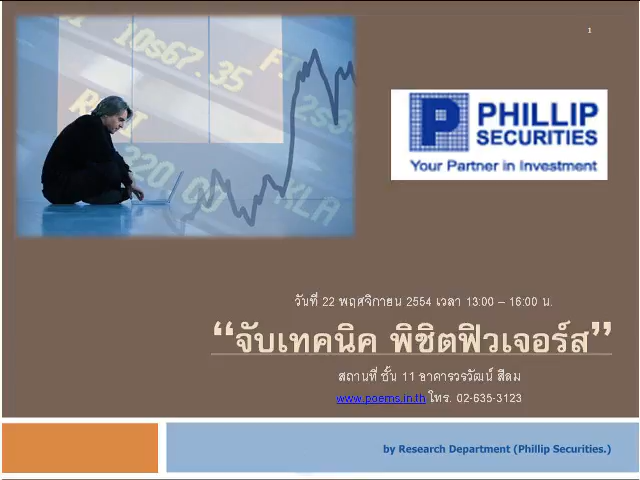 1
10s67.35
PHILLIP
SECURITIES
Your Partner in Investment
วันที่ 22 พฤศจิกายน 2554 เวลา 13:00 – 16:00 น.
“จับเทคนิค พิชิตฟิวเจอร์ส”
สถานที่ ชั้น 11 อาคารวรวัฒน์ สีลม
www.poems.in.th โทร. 02-635-3123
by Research Department (Phillip Securities.)